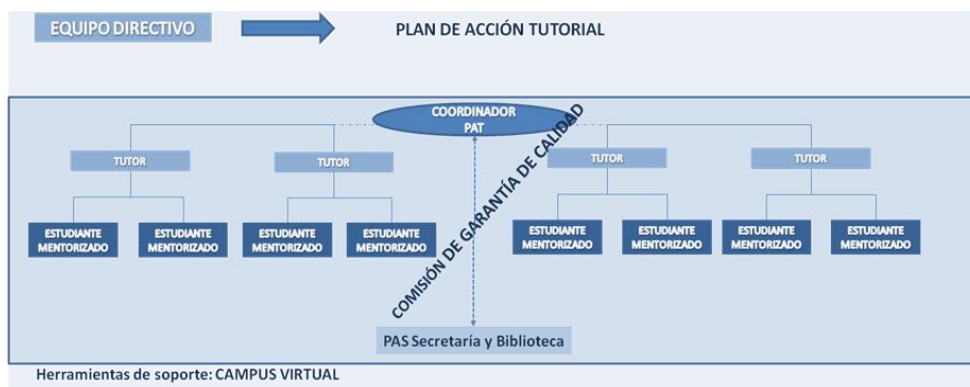 EQUIPO DIRECTIVO
PLAN DE ACCIÓN TUTORIAL
COORDINADOR
PAT
TUTOR
TUTOR
TUTOR
TUTOR
ESTUDIANTE
MENTORIZADO
ESTUDIANTE
MENTORIZADO
ESTUDIANTE
MENTORIZADO
ESTUDIANTE
MENTORIZADO
ESTUDIANTE
MENTORIZADO
ESTUDIANTE
MENTORIZADO
ESTUDIANTE
MENTORIZADO
ESTUDIANTE
MENTORIZADO
COMISIÓN DE GARANTÍA DE CALIDAD
PAS Secretaría y Biblioteca
Herramientas de soporte: CAMPUS VIRTUAL